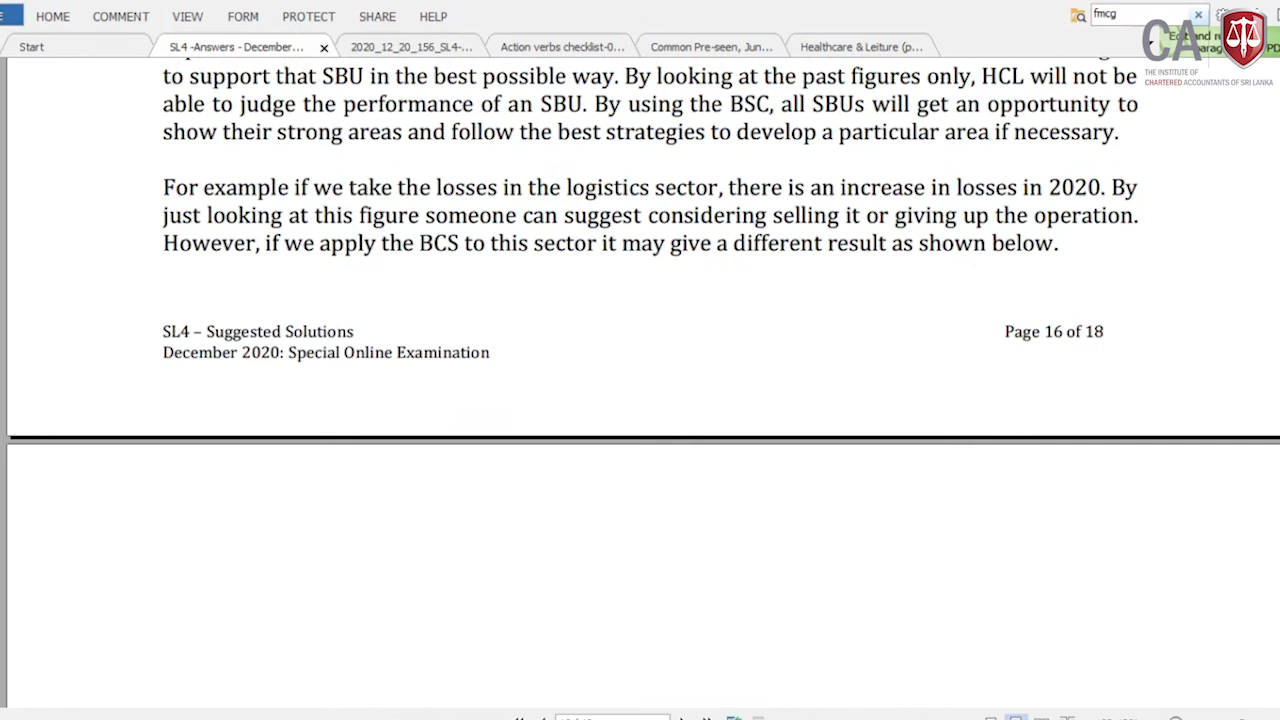 HOME COMMENT VIEW FORM PROTECT SHARE HELP
fmcg
Start
SL4 -Answers - December...
2020_12_20_156_SL4-...
Action verbs checklist-0...
Common Pre-seen, Jun...
Healthcare & Leiture (p...
CA
THE INSTITUTE OF
CHARTERED ACCOUNTANTS OF SRI LANKA
to support that SBU in the best possible way. By looking at the past figures only, HCL will not be
able to judge the performance of an SBU. By using the BSC, all SBUs will get an opportunity to
show their strong areas and follow the best strategies to develop a particular area if necessary.
For example if we take the losses in the logistics sector, there is an increase in losses in 2020. By
just looking at this figure someone can suggest considering selling it or giving up the operation.
However, if we apply the BCS to this sector it may give a different result as shown below.
SL4 – Suggested Solutions
Page 16 of 18
December 2020: Special Online Examination